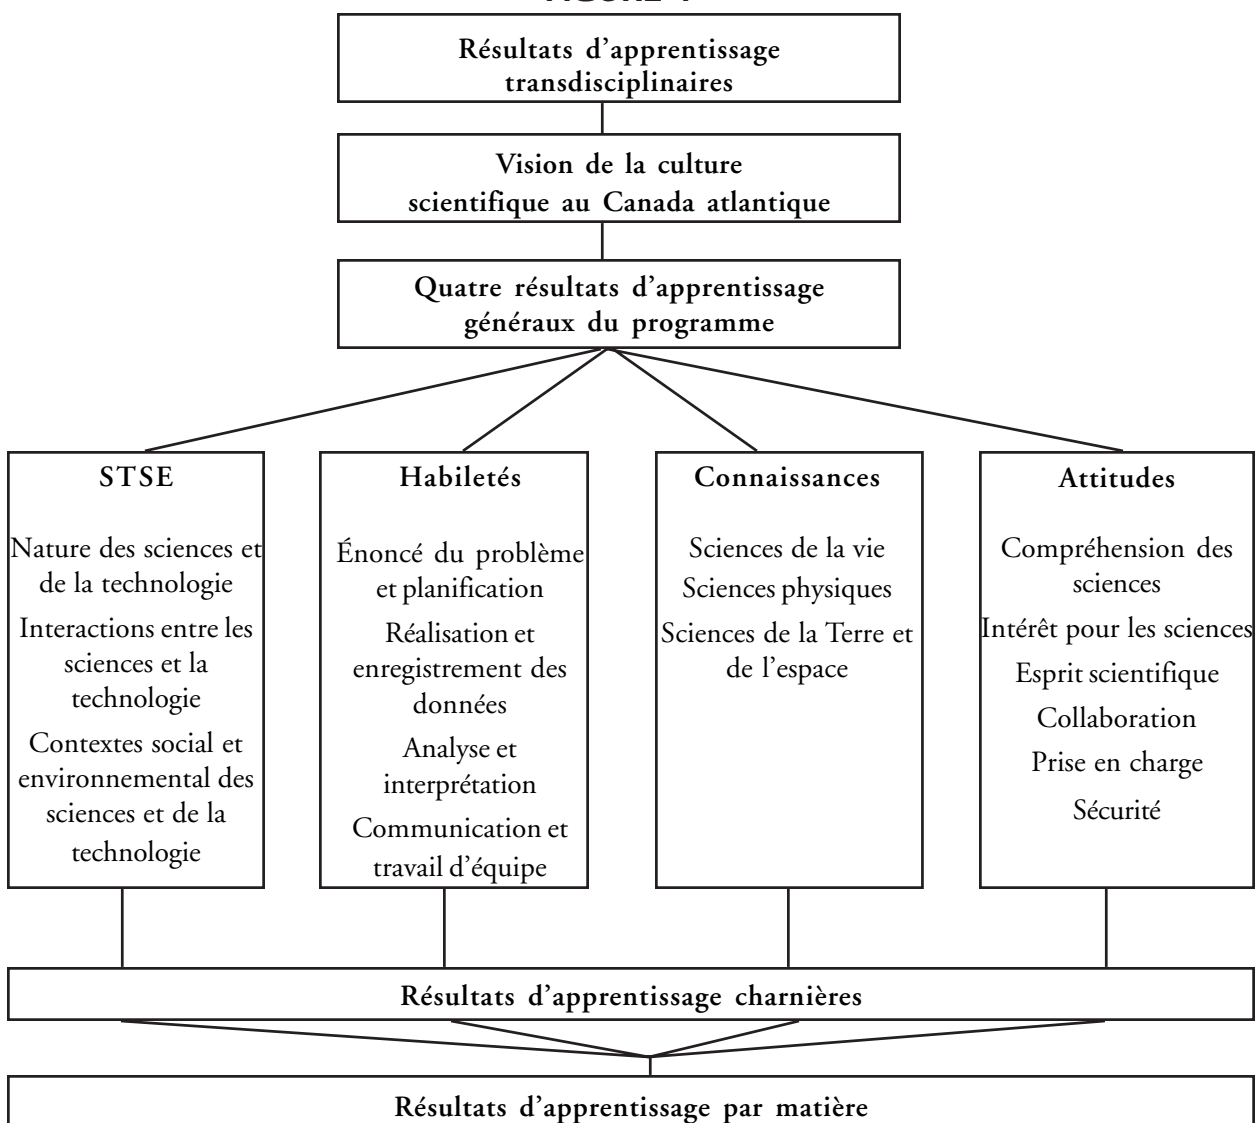 Résultats d'apprentissage
transdisciplinaires
Vision de la culture
scientifique au Canada atlantique
Quatre résultats d'apprentissage
généraux du programme
STSE
Nature des sciences et
de la technologie
Interactions entre les
sciences et la
technologie
Contextes social et
environnemental des
sciences et de la
technologie
Habiletés
Énoncé du problème
et planification
Réalisation et
enregistrement des
données
Analyse et
interprétation
Communication et
travail d'équipe
Connaissances
Sciences de la vie
Sciences physiques
Sciences de la Terre et
de l'espace
Attitudes
Compréhension des
sciences
Intérêt pour les sciences
Esprit scientifique
Collaboration
Prise en charge
Sécurité
Résultats d'apprentissage charnières
Résultats d'apprentissage par matière